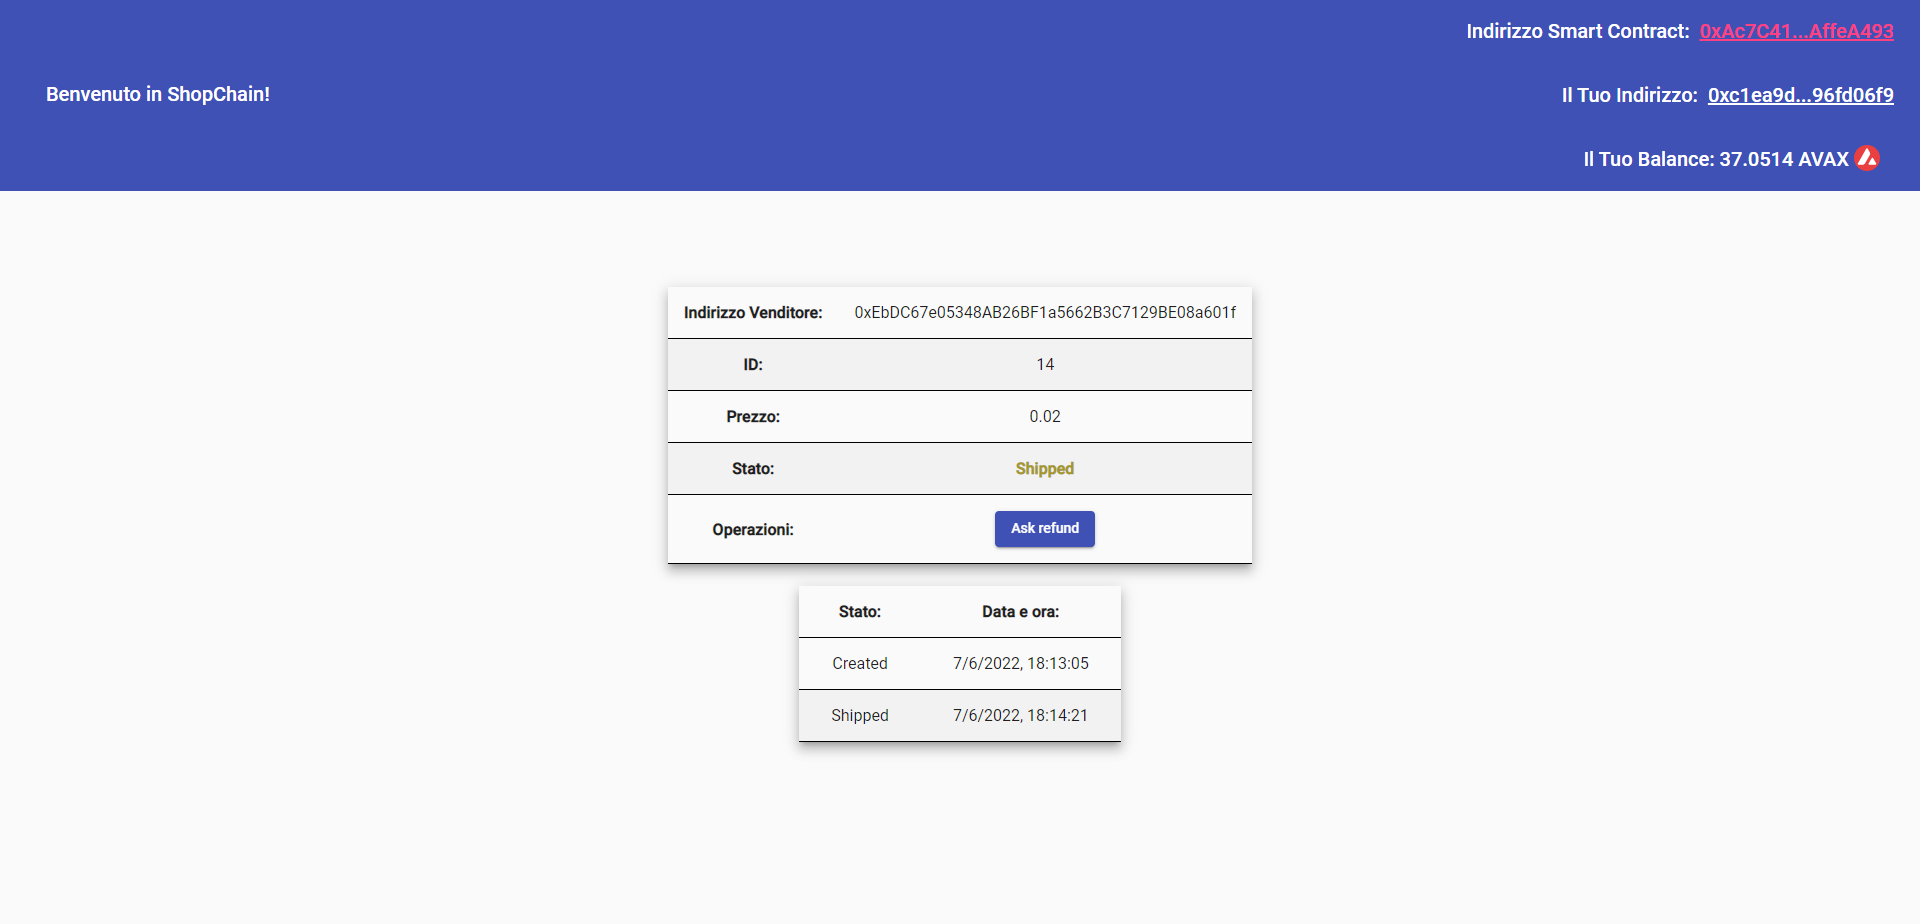 Indirizzo Smart Contract: 0xAc7C41...AffeA493
Benvenuto in ShopChain!
Il Tuo Indirizzo: 0xc1ea9d...96fd06f9
Il Tuo Balance: 37.0514 AVAX
Indirizzo Venditore: 0xEbDC67e05348AB26BF1a5662B3C7129BE08a601f
ID: 14
Prezzo: 0.02
Stato: Shipped
Operazioni: Ask refund
Stato: Data e ora:
Created 7/6/2022, 18:13:05
Shipped 7/6/2022, 18:14:21